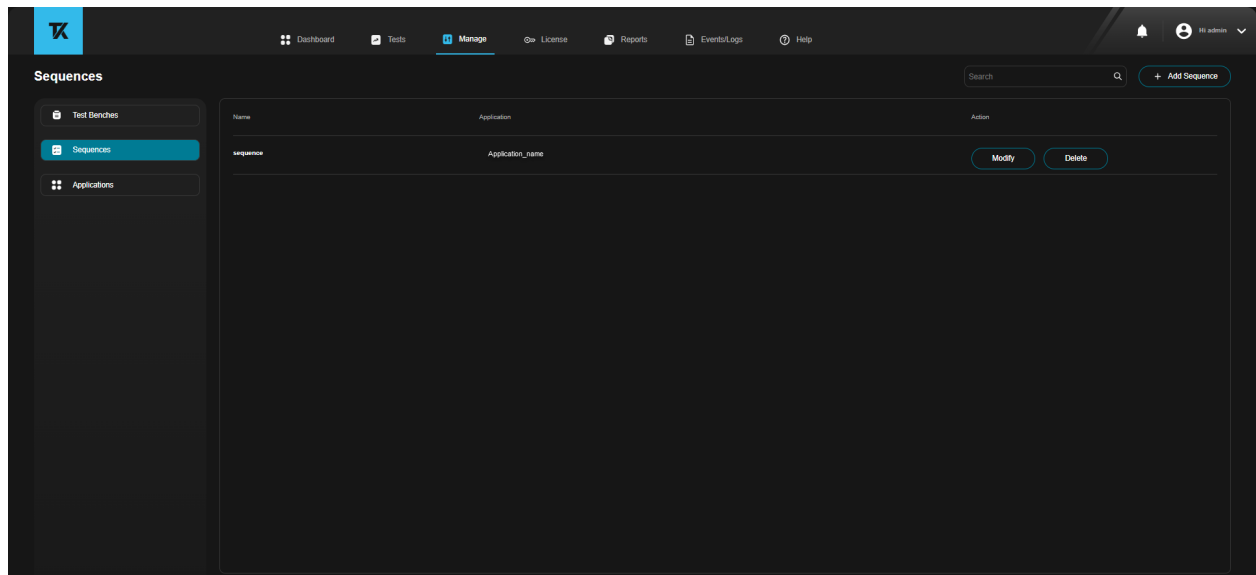 TK
Dashboard Tests Manage License Reports Events/Logs Help Hi admin
Sequences Search + Add Sequence
Test Benches
Sequences
Applications
Name Application Action
sequence Application_name Modify Delete